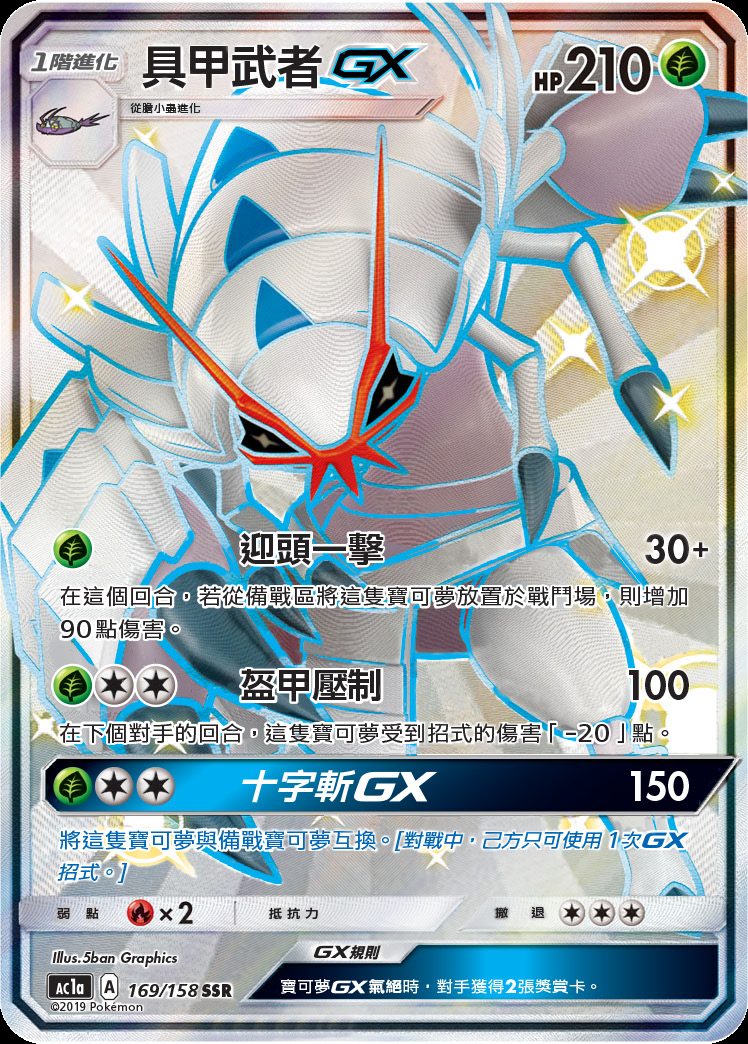 1階進化 具甲武者GX HP210
從膽小蟲進化
迎頭一擊 30+
在這個回合，若從備戰區將這隻寶可夢放置於戰鬥場，則增加
90點傷害。
盔甲壓制 100
在下個對手的回合，這隻寶可夢受到招式的傷害「-20」點。
十字斬GX 150
將這隻寶可夢與備戰寶可夢互換。[對戰中，己方只可使用1次GX
招式。]
弱點 ×2 抵抗力 撤退
Illus.5ban Graphics
GX規則
AC1a A 169/158 SSR
寶可夢GX氣絕時，對手獲得2張獎賞卡。
©2019 Pokémon